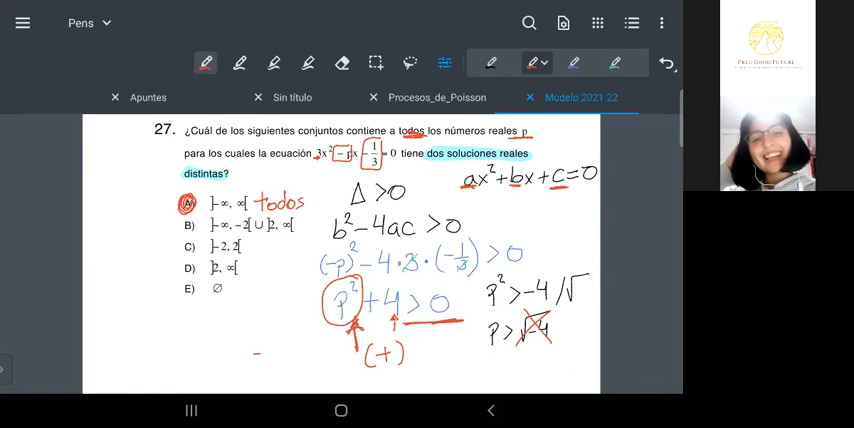 Pens
PREU GOOD FUTURE
Apuntes
Sin título
Procesos_de_Poisson
Modelo 2021-22
27. ¿Cuál de los siguientes conjuntos contiene a todos los números reales p
para los cuales la ecuación 3x² - px - 1/3 = 0 tiene dos soluciones reales
distintas?
ax² + bx + c = 0
A) ]-∞, ∞[ todos
B) ]-∞, -2[ ∪ ]2, ∞[
C) ]-2, 2[
D) ]2, ∞[
E) ∅
Δ > 0
b² - 4ac > 0
(-p)² - 4 · 3 · (-1/3) > 0
p² + 4 > 0
(+)
p² > -4 /√
p > √-4
-